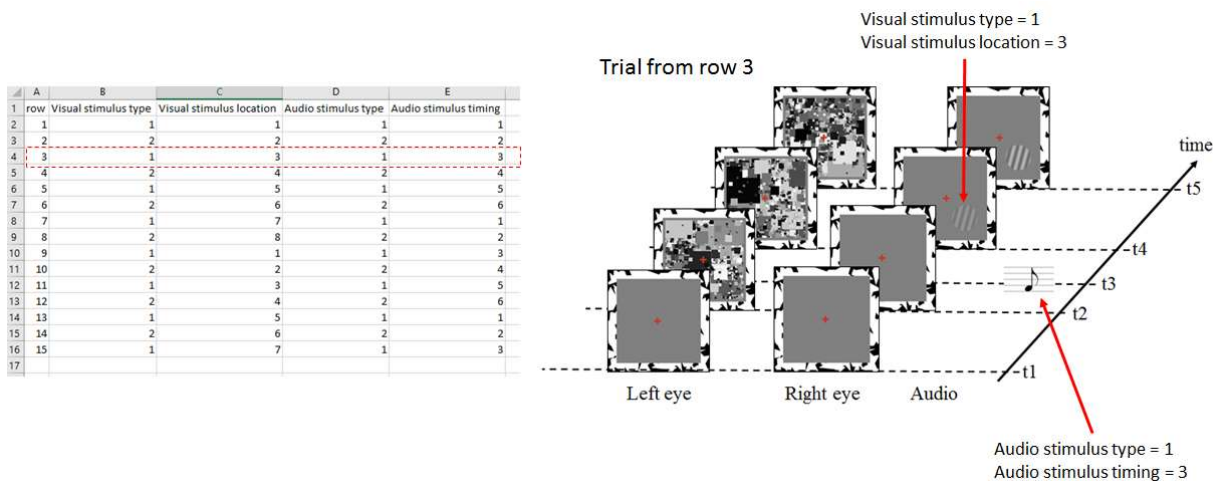 A B C D E
1 row Visual stimulus type Visual stimulus location Audio stimulus type Audio stimulus timing
2 1 1 1 1 1
3 2 2 2 2 2
4 3 1 3 1 3
5 4 2 4 2 4
6 5 1 5 1 5
7 6 2 6 2 6
8 7 1 7 1 1
9 8 2 8 2 2
10 9 1 1 1 3
11 10 2 2 2 4
12 11 1 3 1 5
13 12 2 4 2 6
14 13 1 5 1 1
15 14 2 6 2 2
16 15 1 7 1 3
17
Visual stimulus type = 1
Visual stimulus location = 3
Trial from row 3
time
t5
t4
t3
t2
t1
Left eye Right eye Audio
Audio stimulus type = 1
Audio stimulus timing = 3